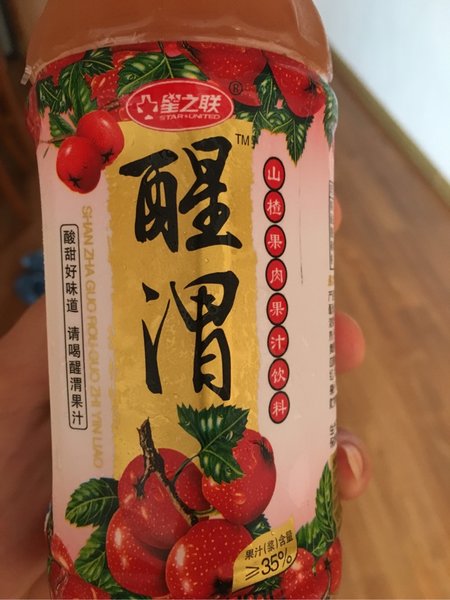 星之联®
STAR★UNITED
醒渭™
山楂果肉果汁饮料
SHAN ZHA GUO ROU GUO ZHI YIN LIAO
酸甜好味道 请喝醒渭果汁
果汁(浆)含量
≥35%